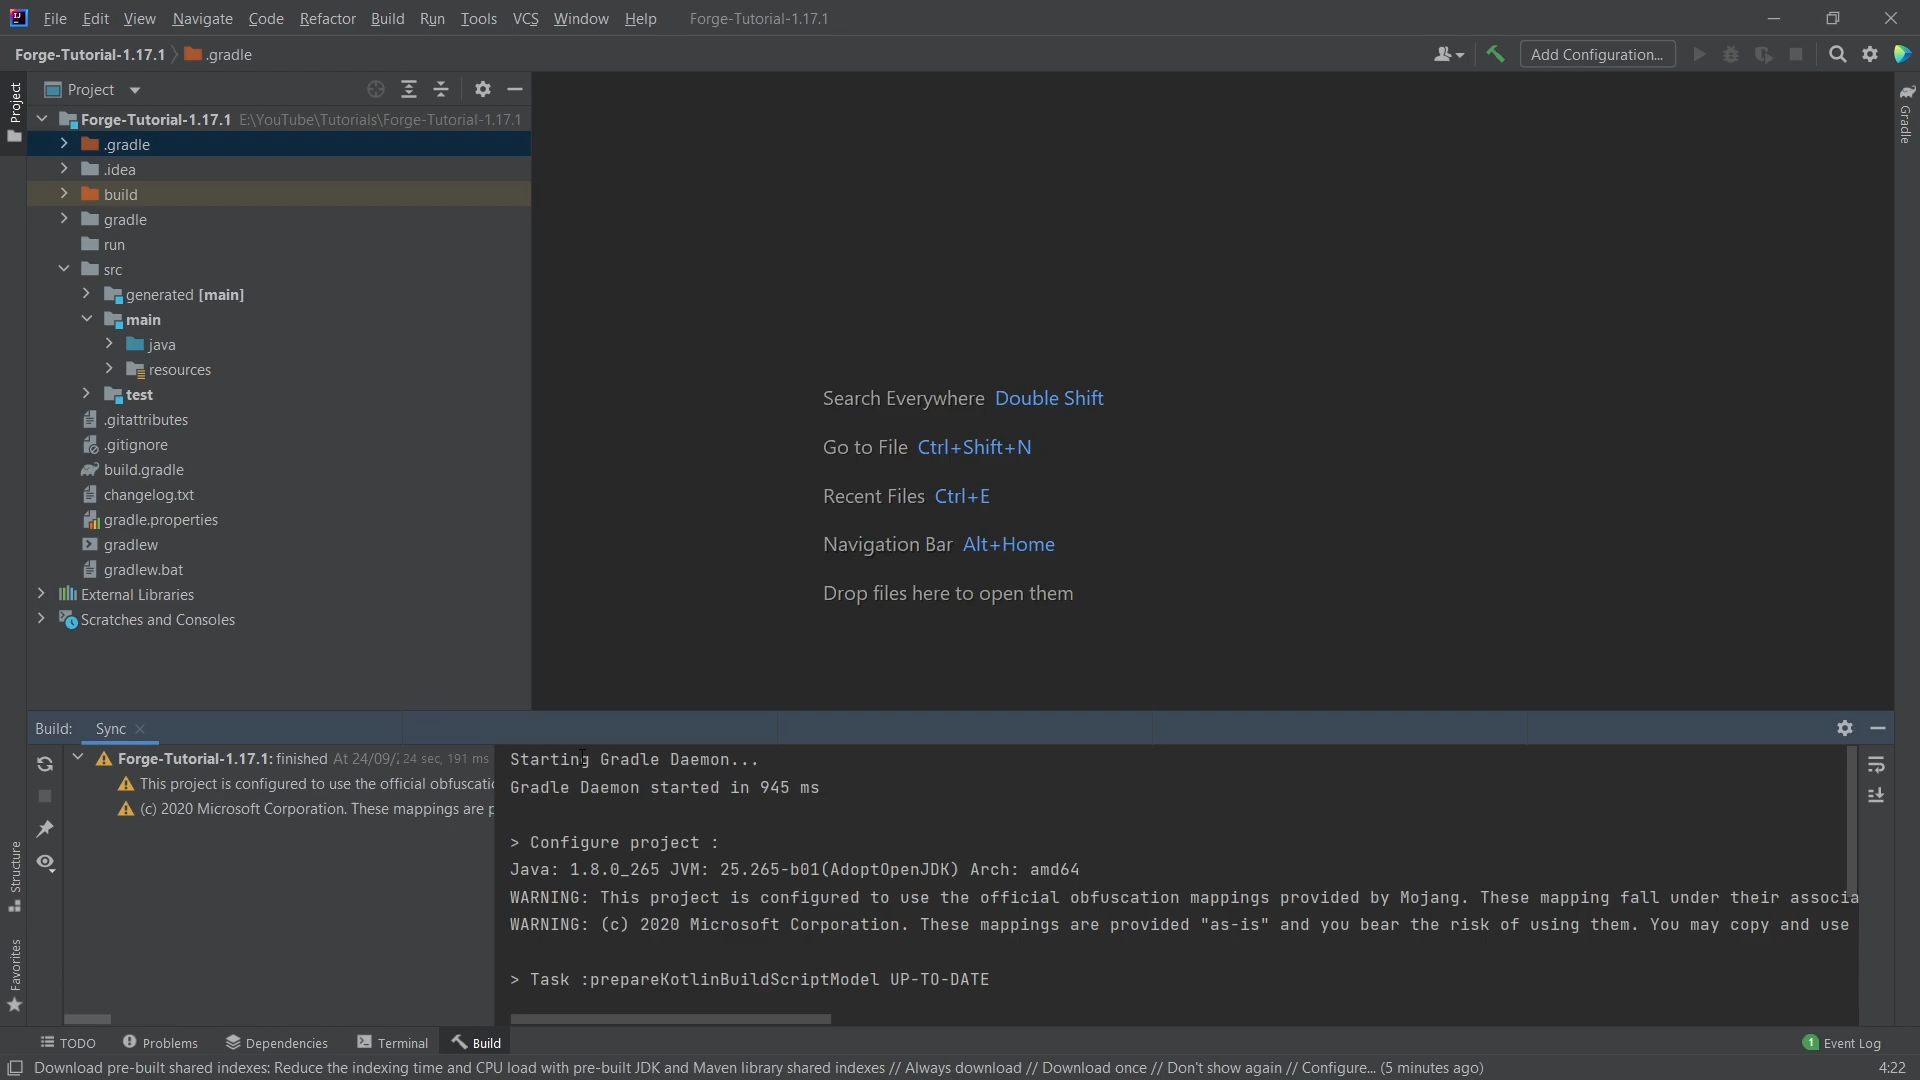 File Edit View Navigate Code Refactor Build Run Tools VCS Window Help Forge-Tutorial-1.17.1
Forge-Tutorial-1.17.1 .gradle Add Configuration...
Project
Project
Gradle
Forge-Tutorial-1.17.1 E:\YouTube\Tutorials\Forge-Tutorial-1.17.1
.gradle
.idea
build
gradle
run
src
generated [main]
main
java
resources
test
.gitattributes
.gitignore
build.gradle
changelog.txt
gradle.properties
gradlew
gradlew.bat
External Libraries
Scratches and Consoles
Search Everywhere Double Shift
Go to File Ctrl+Shift+N
Recent Files Ctrl+E
Navigation Bar Alt+Home
Drop files here to open them
Build: Sync
Forge-Tutorial-1.17.1: finished At 24/09/ 24 sec, 191 ms
This project is configured to use the official obfuscati
(c) 2020 Microsoft Corporation. These mappings are p
Starting Gradle Daemon...
Gradle Daemon started in 945 ms
> Configure project :
Java: 1.8.0_265 JVM: 25.265-b01(AdoptOpenJDK) Arch: amd64
WARNING: This project is configured to use the official obfuscation mappings provided by Mojang. These mapping fall under their associa
WARNING: (c) 2020 Microsoft Corporation. These mappings are provided "as-is" and you bear the risk of using them. You may copy and use
> Task :prepareKotlinBuildScriptModel UP-TO-DATE
Structure
Favorites
TODO Problems Dependencies Terminal Build 1 Event Log
Download pre-built shared indexes: Reduce the indexing time and CPU load with pre-built JDK and Maven library shared indexes // Always download // Download once // Don't show again // Configure... (5 minutes ago) 4:22